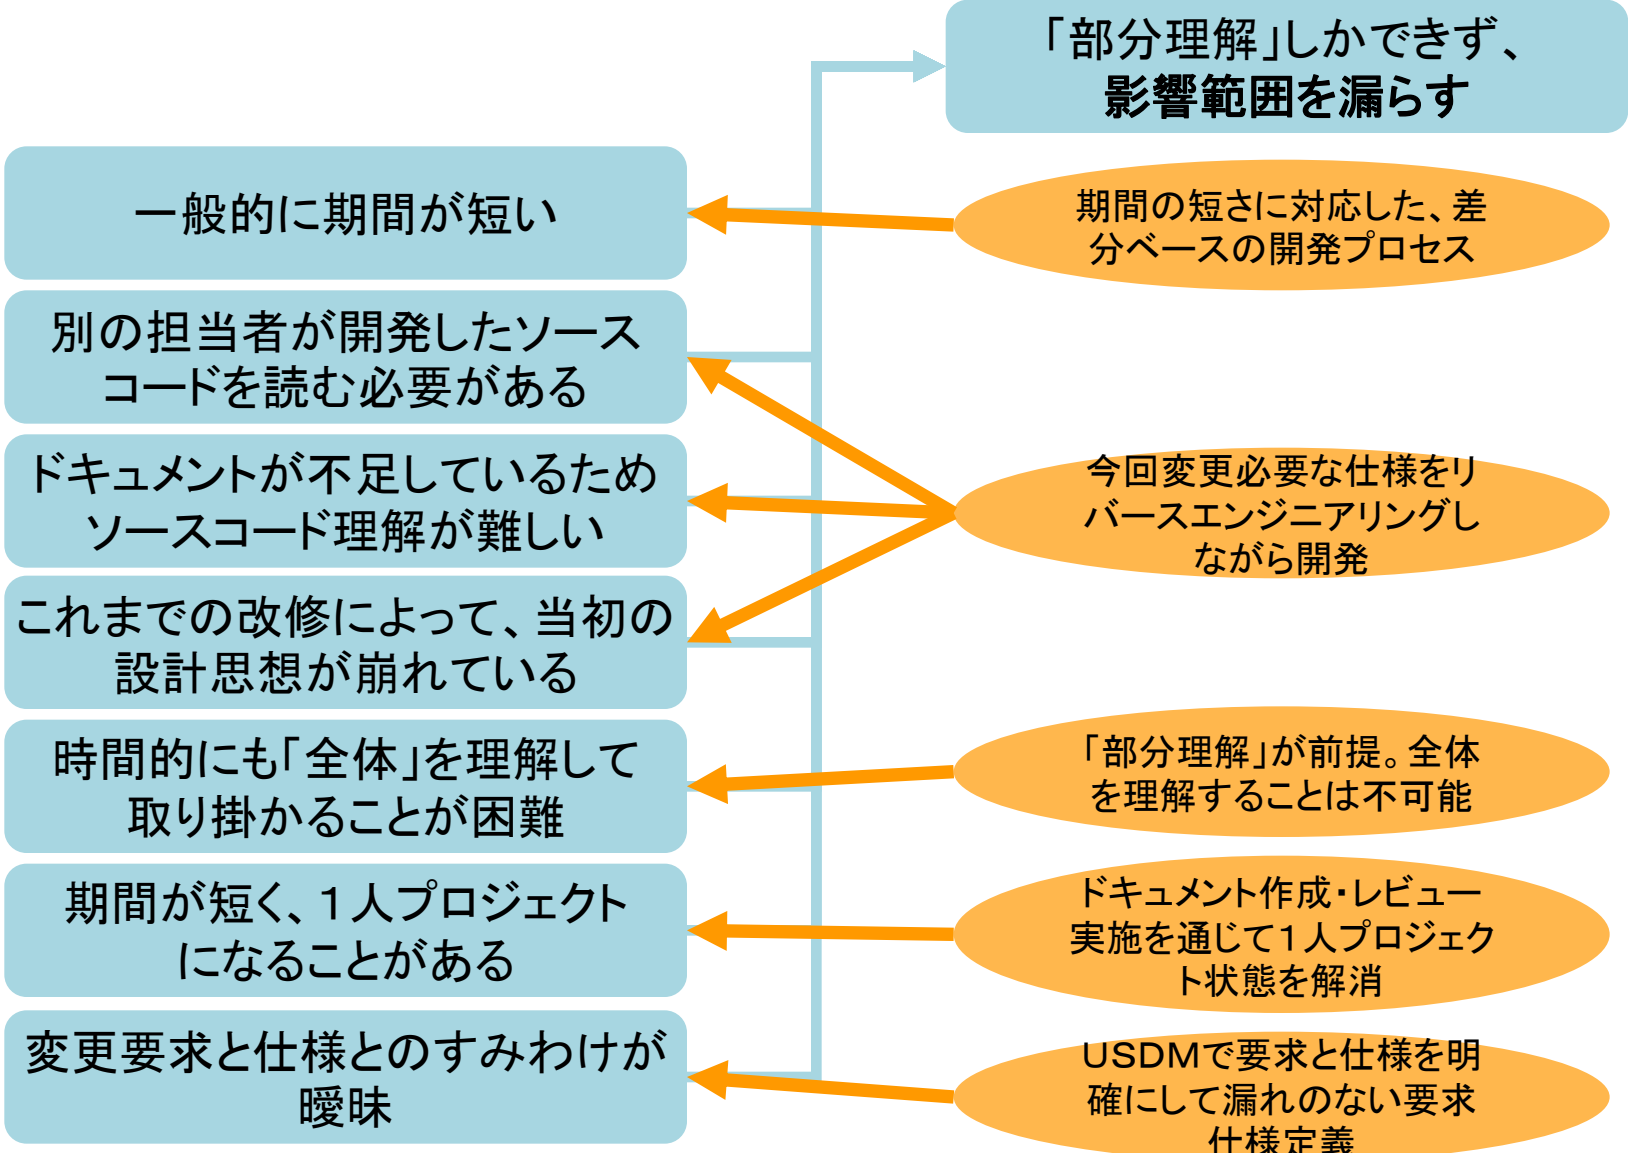 「部分理解」しかできず、
影響範囲を漏らす
一般的に期間が短い
期間の短さに対応した、差
分ベースの開発プロセス
別の担当者が開発したソース
コードを読む必要がある
ドキュメントが不足しているため
ソースコード理解が難しい
今回変更必要な仕様をリ
バースエンジニアリングし
ながら開発
これまでの改修によって、当初の
設計思想が崩れている
時間的にも「全体」を理解して
取り掛かることが困難
「部分理解」が前提。全体
を理解することは不可能
期間が短く、１人プロジェクト
になることがある
ドキュメント作成・レビュー
実施を通じて１人プロジェク
ト状態を解消
変更要求と仕様とのすみわけが
曖昧
USDMで要求と仕様を明
確にして漏れのない要求
仕様定義